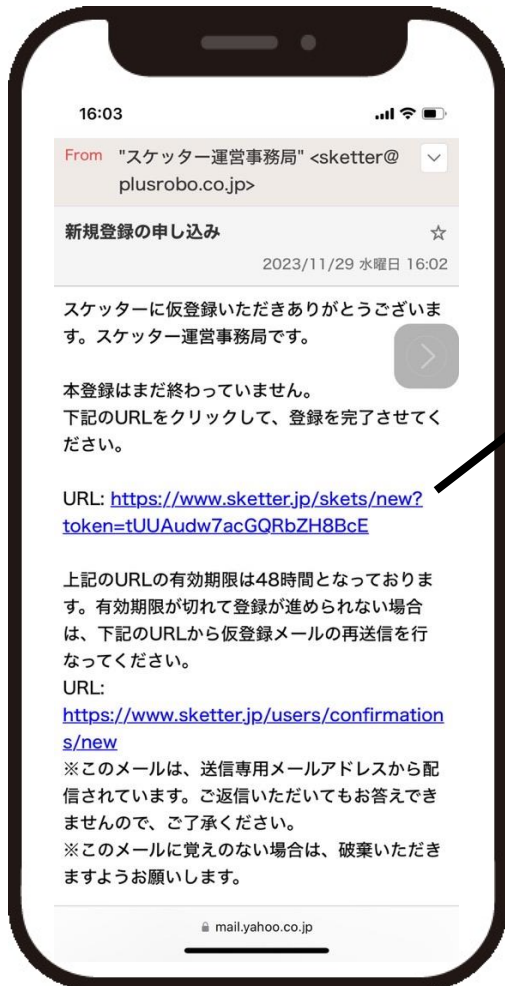 16:03
From "スケッター運営事務局" <sketter@
plusrobo.co.jp>
新規登録の申し込み
2023/11/29 水曜日 16:02
スケッターに仮登録いただきありがとうございま
す。スケッター運営事務局です。
本登録はまだ終わっていません。
下記のURLをクリックして、登録を完了させてく
ださい。
URL: https://www.sketter.jp/skets/new?
token=tUUAudw7acGQRbZH8BcE
上記のURLの有効期限は48時間となっておりま
す。有効期限が切れて登録が進められない場合
は、下記のURLから仮登録メールの再送信を行
なってください。
URL:
https://www.sketter.jp/users/confirmation
s/new
※このメールは、送信専用メールアドレスから配
信されています。ご返信いただいてもお答えでき
ませんので、ご了承ください。
※このメールに覚えのない場合は、破棄いただき
ますようお願いします。
mail.yahoo.co.jp